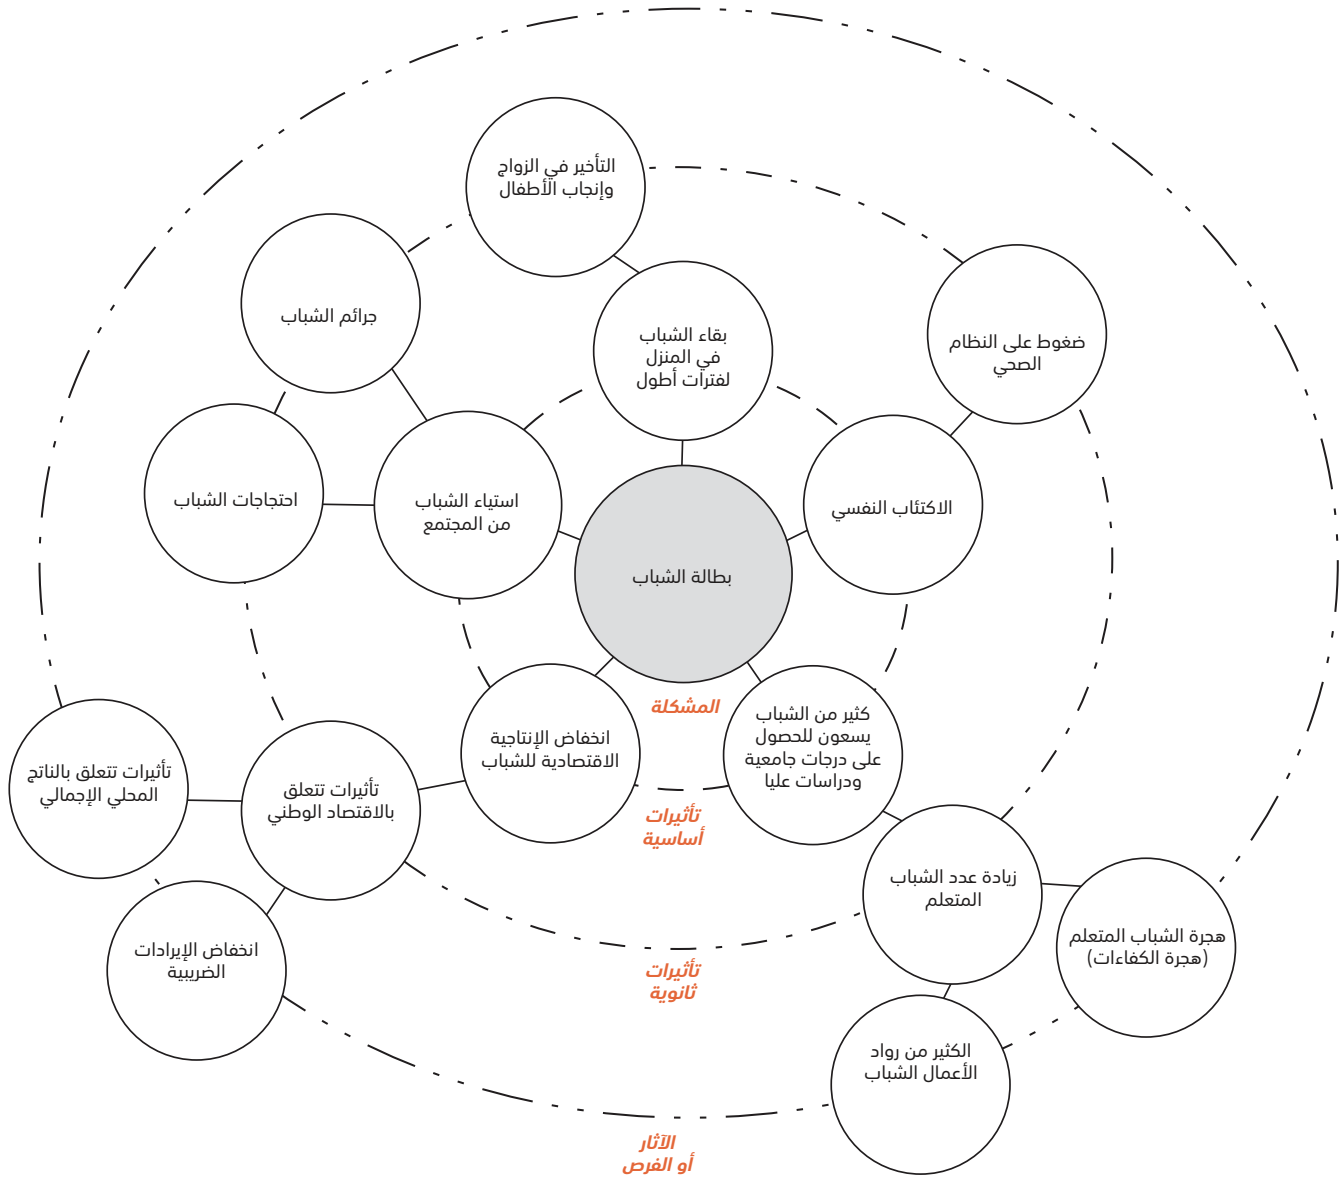 التأخير في الزواج
وإنجاب الأطفال
جرائم الشباب
بقاء الشباب
في المنزل
لفترات أطول
ضغوط على النظام
الصحي
احتجاجات الشباب
استياء الشباب
من المجتمع
الاكتئاب النفسي
بطالة الشباب
المشكلة
كثير من الشباب
يسعون للحصول
على درجات جامعية
ودراسات عليا
انخفاض الإنتاجية
الاقتصادية للشباب
تأثيرات تتعلق
بالاقتصاد الوطني
تأثيرات تتعلق بالناتج
المحلي الإجمالي
تأثيرات
أساسية
زيادة عدد الشباب
المتعلم
هجرة الشباب المتعلم
(هجرة الكفاءات)
انخفاض الإيرادات
الضريبية
تأثيرات
ثانوية
الكثير من رواد
الأعمال الشباب
الآثار
أو الفرص